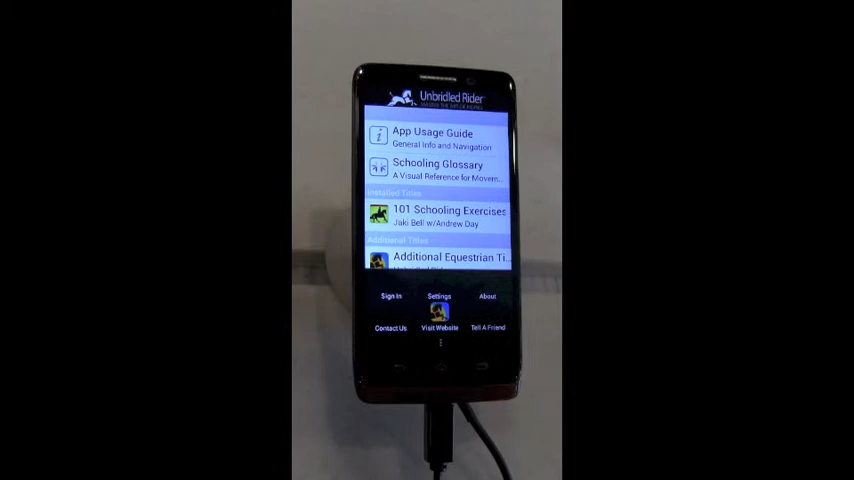 Unbridled Rider
App Usage Guide
General Info and Navigation
Schooling Glossary
A Visual Reference for Movem...
Installed Titles
101 Schooling Exercises
Jaki Bell w/Andrew Day
Additional Titles
Additional Equestrian Ti...
Sign In
Settings
About
Contact Us
Visit Website
Tell A Friend